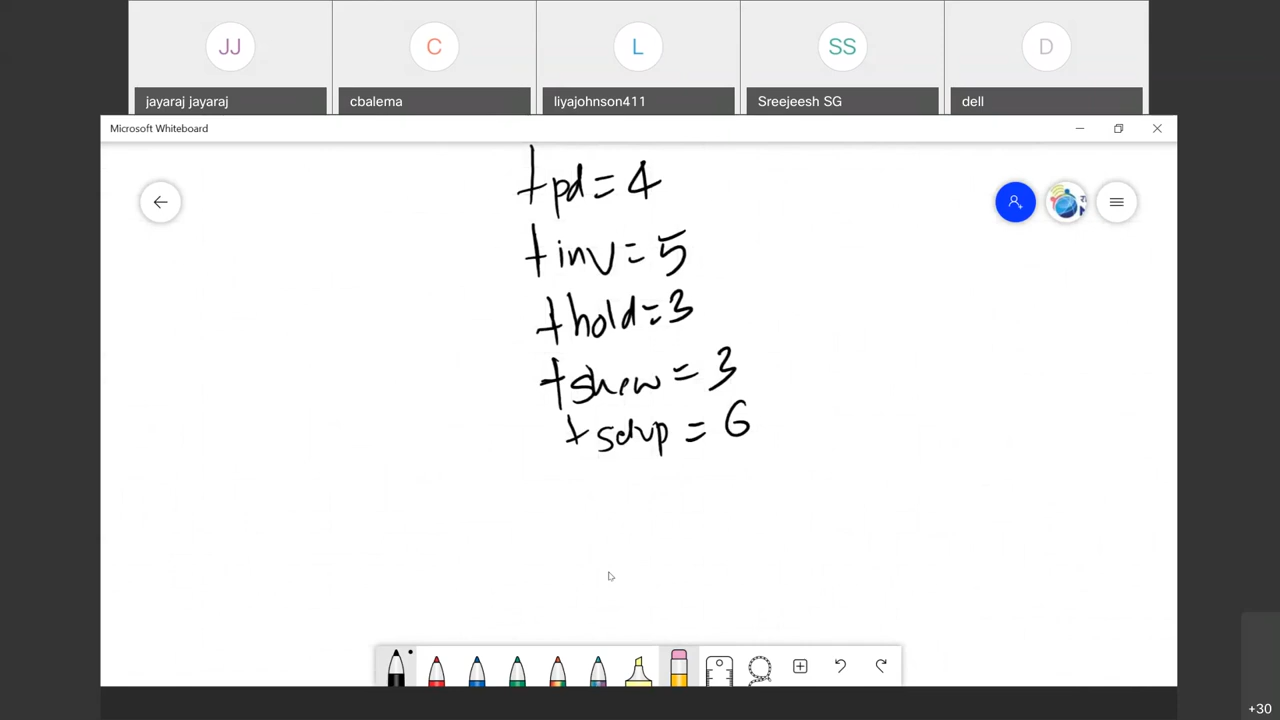 JJ
C
L
SS
D
jayaraj jayaraj
cbalema
liyajohnson411
Sreejeesh SG
dell
Microsoft Whiteboard
tpd = 4
tinv = 5
thold = 3
tskew = 3
tsetup = 6
+30